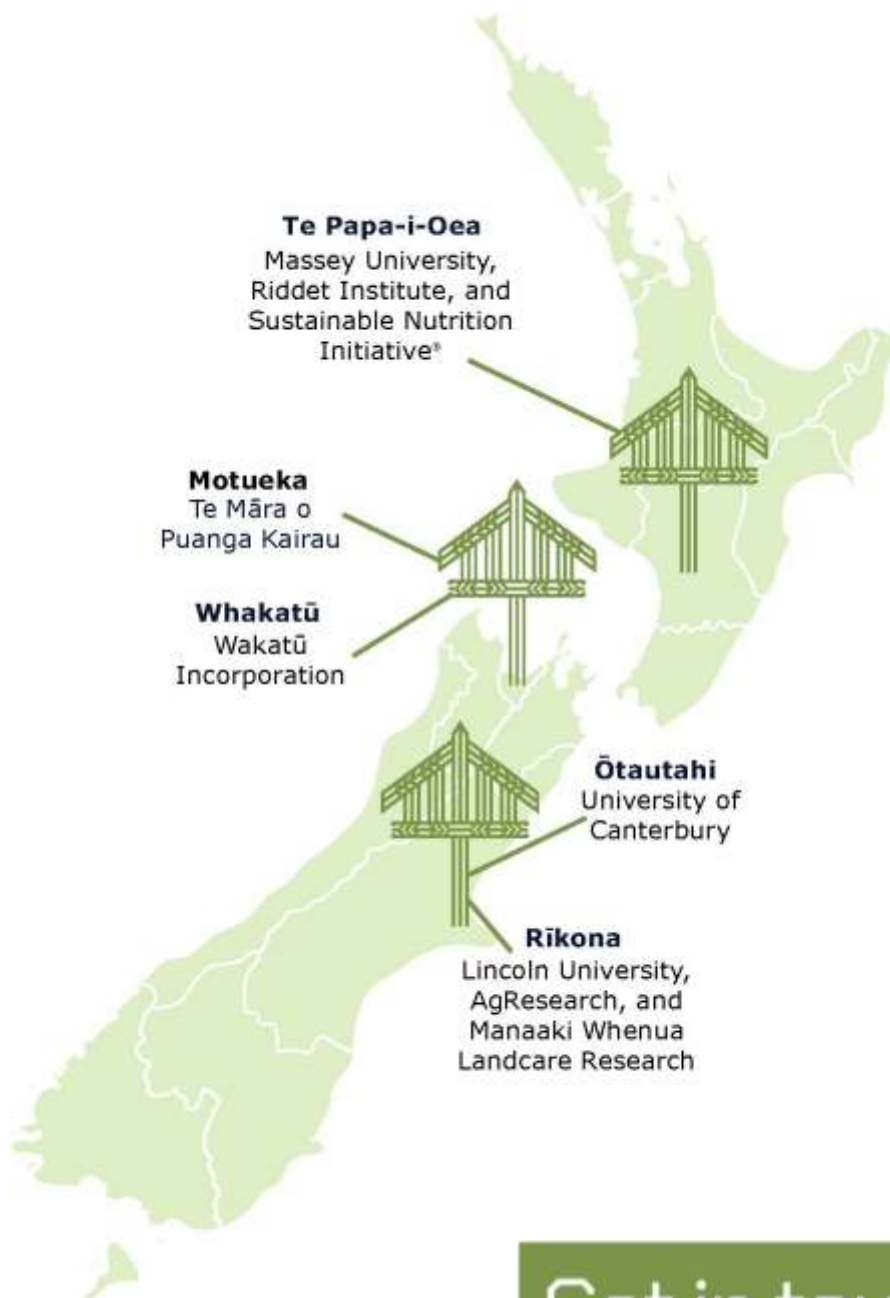 Te Papa-i-Oea
Massey University,
Riddet Institute, and
Sustainable Nutrition
Initiative®
Motueka
Te Māra o
Puanga Kairau
Whakatū
Wakatū
Incorporation
Ōtautahi
University of
Canterbury
Rīkona
Lincoln University,
AgResearch, and
Manaaki Whenua
Landcare Research